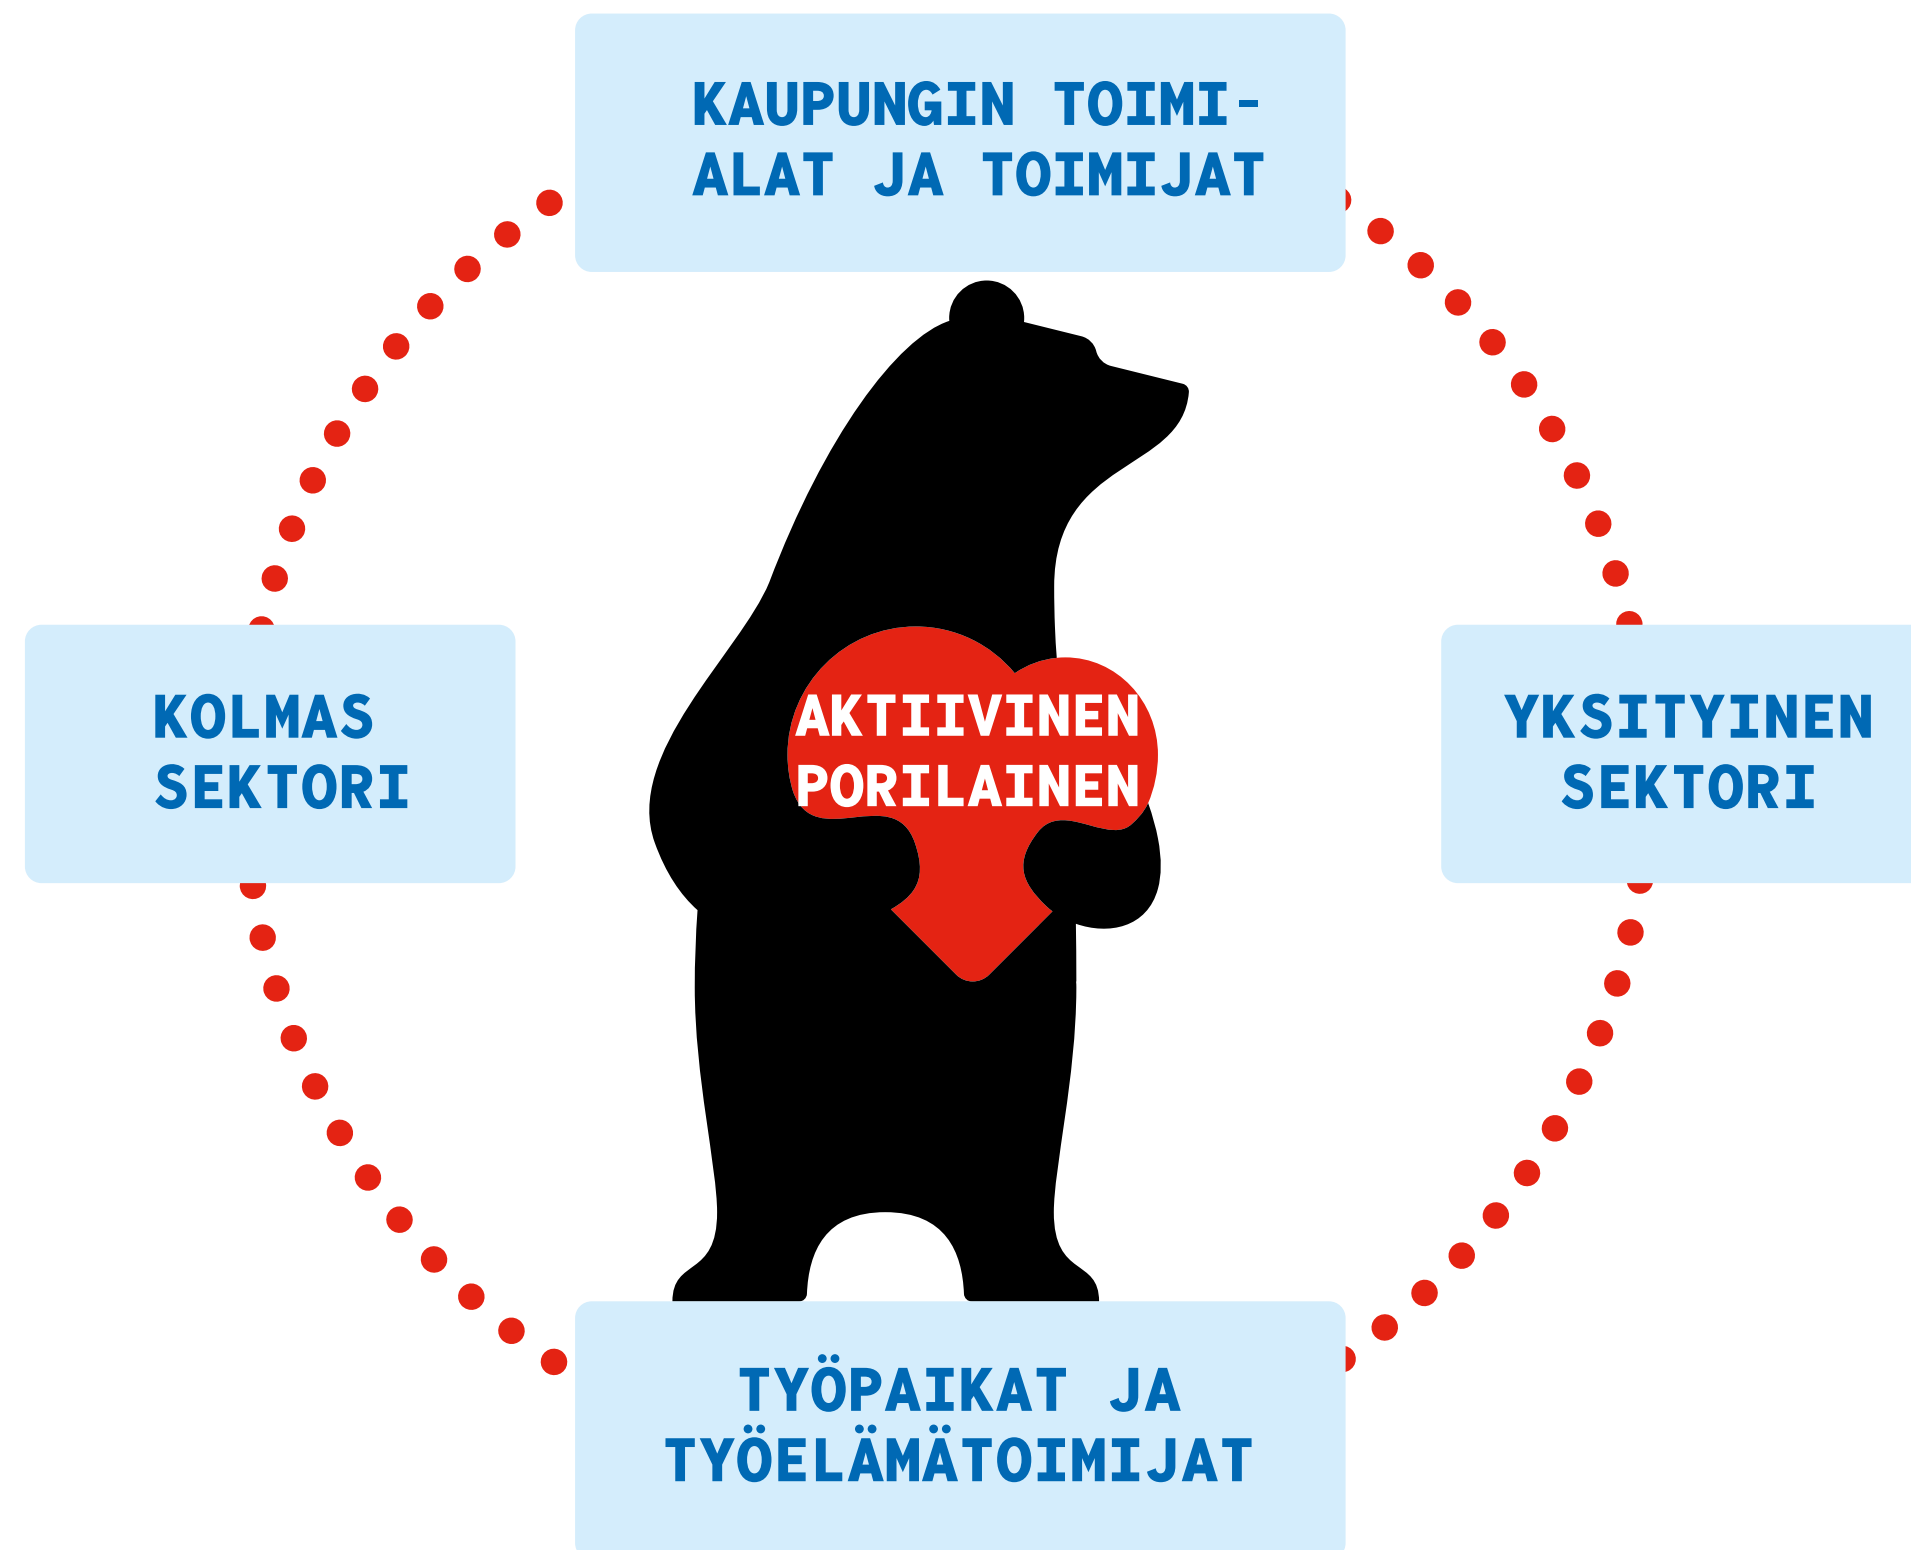 KAUPUNGIN TOIMI-
ALAT JA TOIMIJAT
KOLMAS
SEKTORI
AKTIIVINEN
PORILAINEN
YKSITYINEN
SEKTORI
TYÖPAIKAT JA
TYÖELÄMÄTOIMIJAT